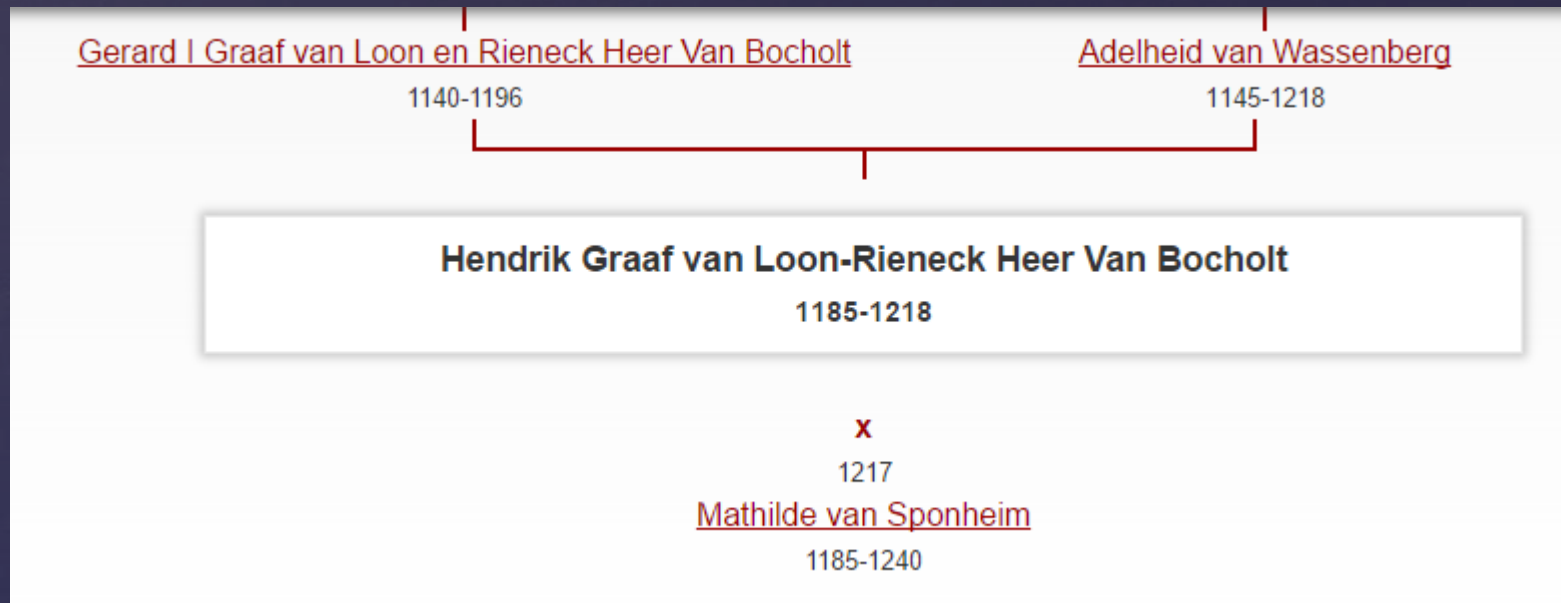 Gerard I Graaf van Loon en Rieneck Heer Van Bocholt
1140-1196
Adelheid van Wassenberg
1145-1218
Hendrik Graaf van Loon-Rieneck Heer Van Bocholt
1185-1218
x
1217
Mathilde van Sponheim
1185-1240